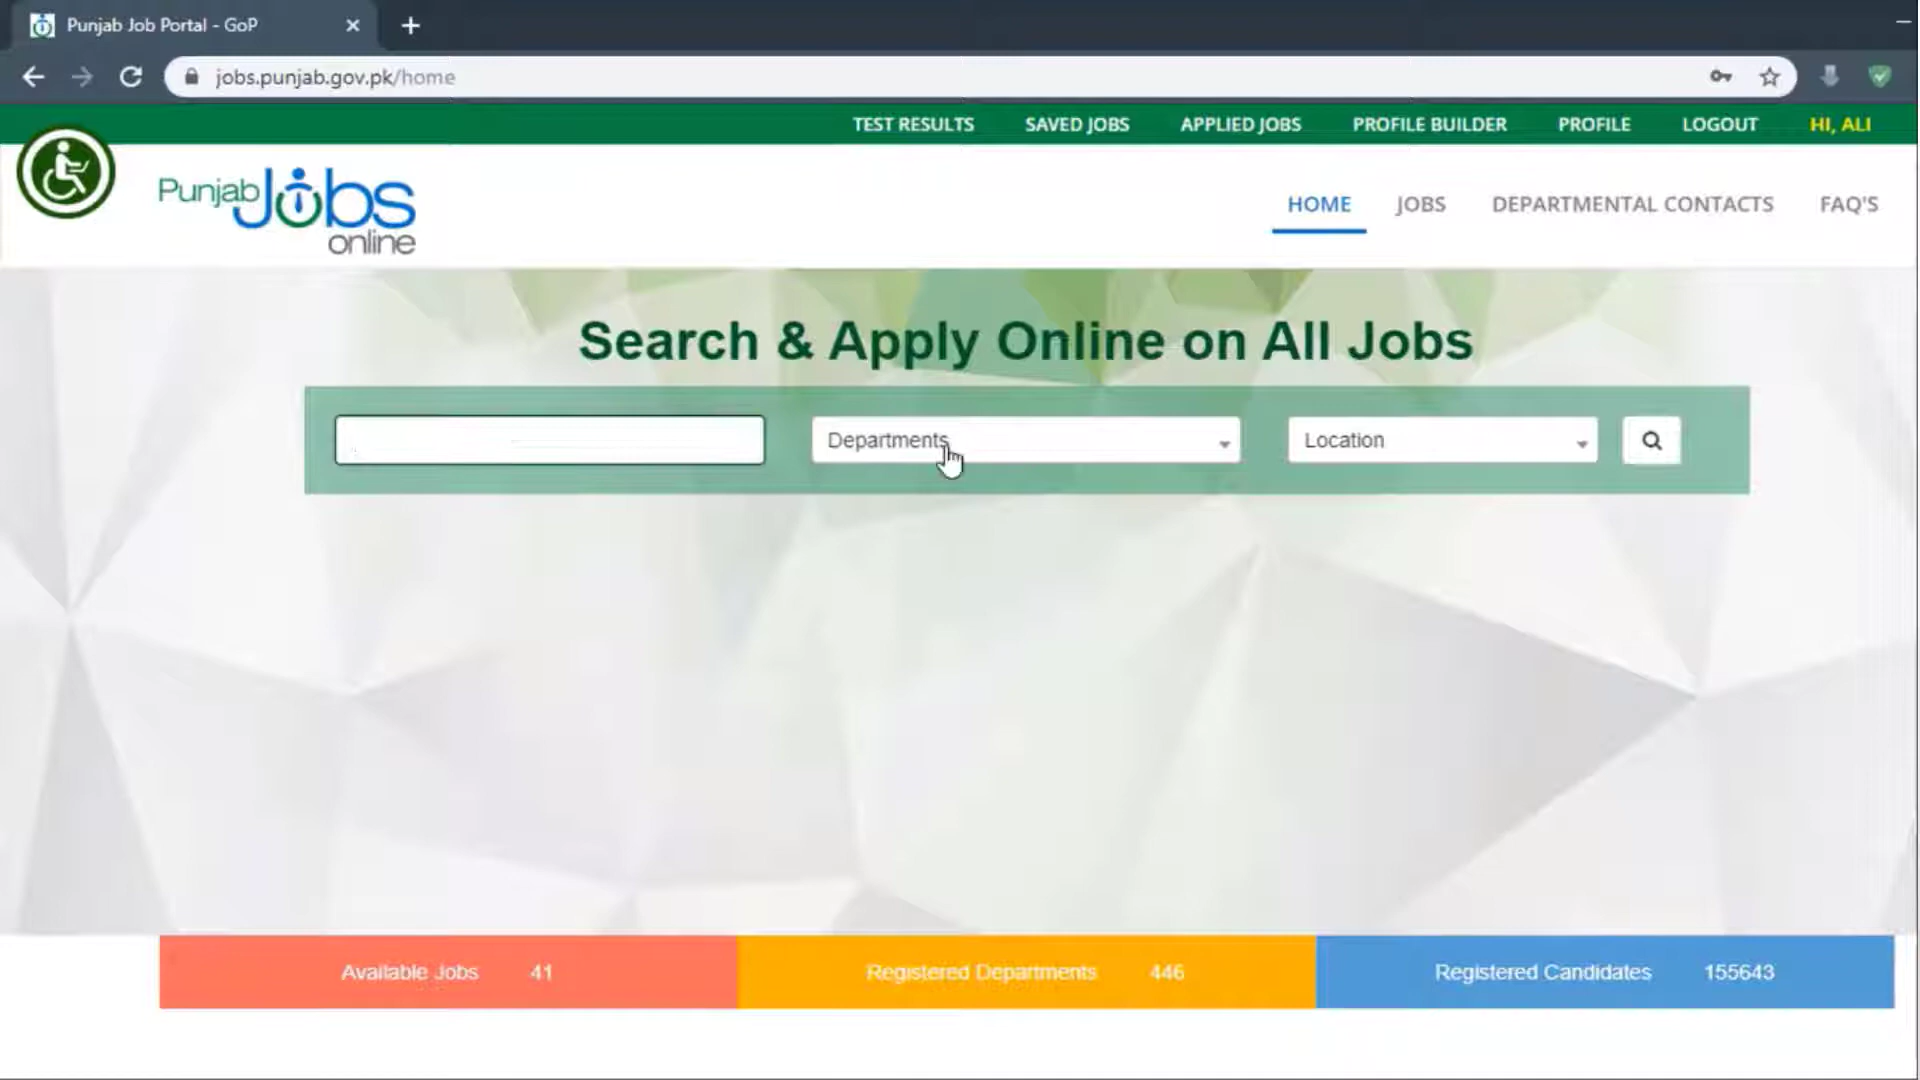 Punjab Job Portal - GoP
jobs.punjab.gov.pk/home
TEST RESULTS SAVED JOBS APPLIED JOBS PROFILE BUILDER PROFILE LOGOUT HI, ALI
Punjab Jobs online
HOME JOBS DEPARTMENTAL CONTACTS FAQ'S
Search & Apply Online on All Jobs
Departments Location
Available Jobs 41 Registered Departments 446 Registered Candidates 155643